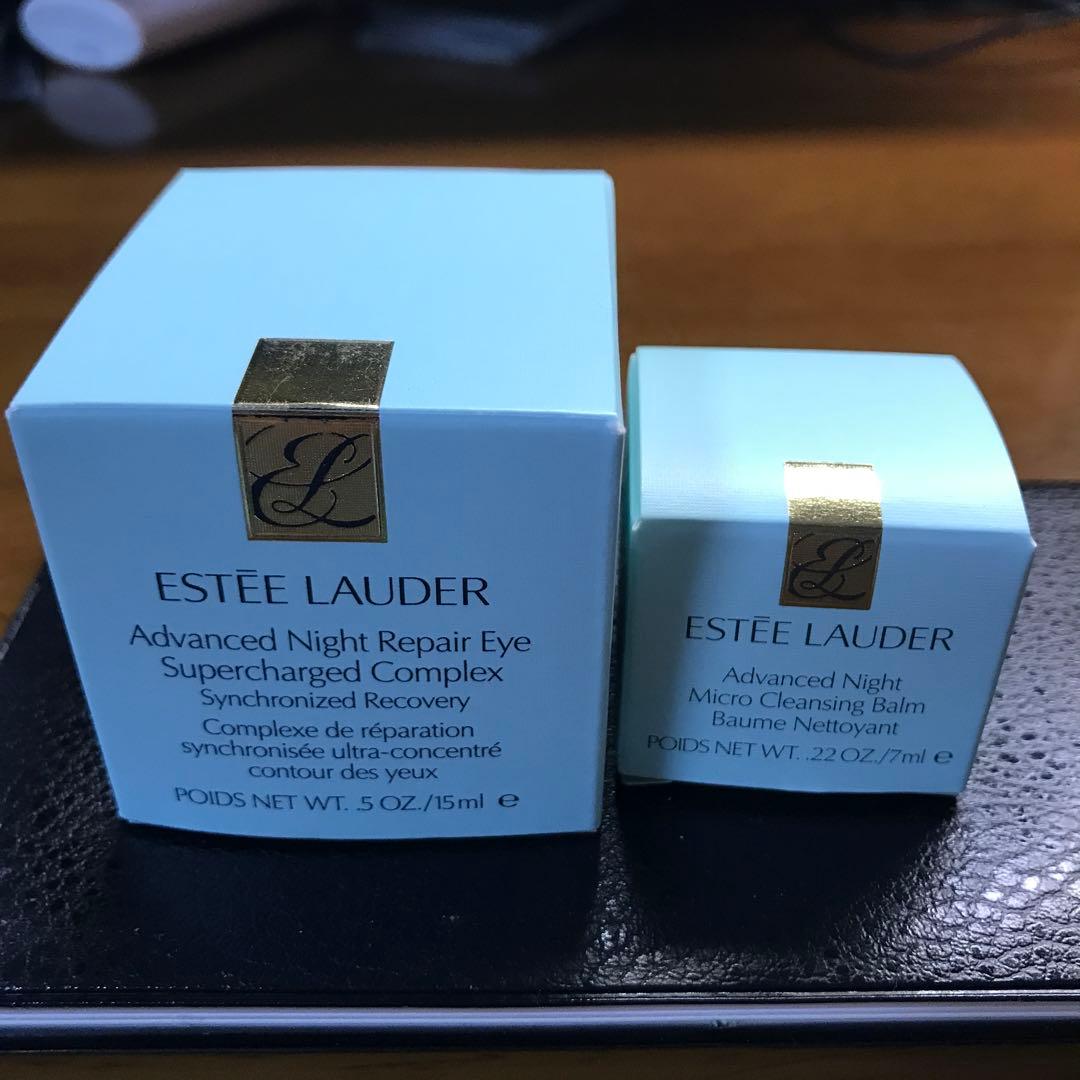 EL
ESTĒE LAUDER
Advanced Night Repair Eye
Supercharged Complex
Synchronized Recovery
Complexe de réparation
synchronisée ultra-concentré
contour des yeux
POIDS NET WT. .5 OZ./15ml ℮
EL
ESTĒE LAUDER
Advanced Night
Micro Cleansing Balm
Baume Nettoyant
POIDS NET WT. .22 OZ./7ml ℮